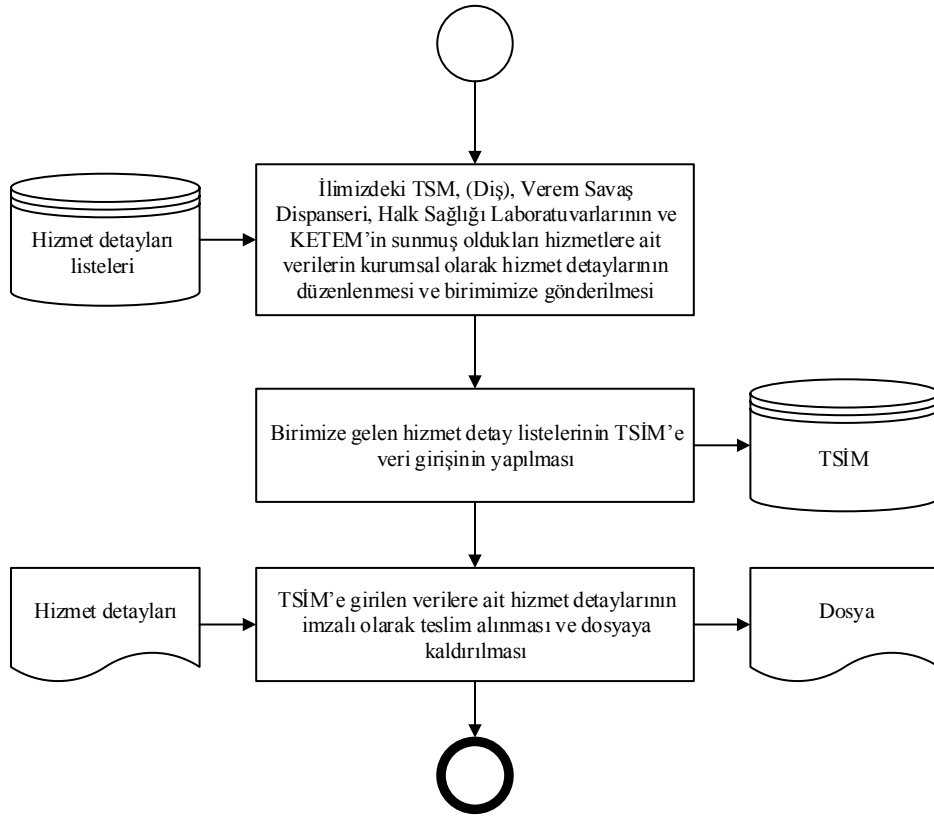 İlimizdeki TSM, (Diş), Verem Savaş
Dispanseri, Halk Sağlığı Laboratuvarlarının ve
KETEM’in sunmuş oldukları hizmetlere ait
verilerin kurumsal olarak hizmet detaylarının
düzenlenmesi ve birimimize gönderilmesi
Hizmet detayları
listeleri
Birimize gelen hizmet detay listelerinin TSİM’e
veri girişinin yapılması
TSİM
Hizmet detayları
TSİM’e girilen verilere ait hizmet detaylarının
imzalı olarak teslim alınması ve dosyaya
kaldırılması
Dosya